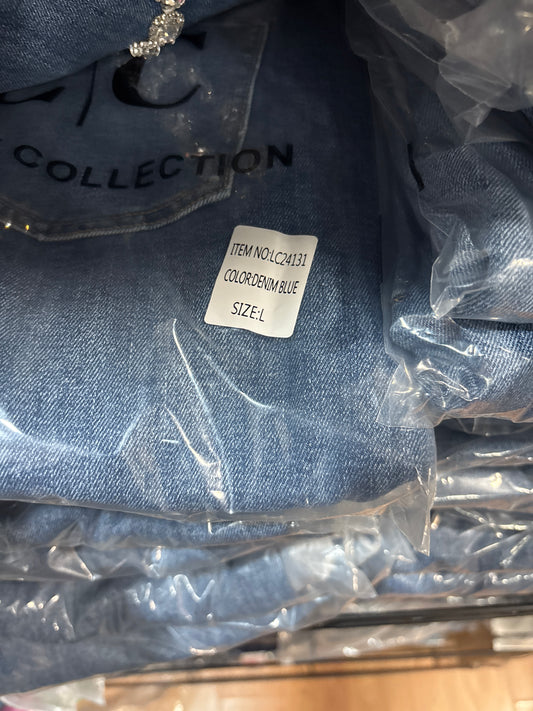 C
COLLECTION
ITEM NO:LC24131
COLOR:DENIM BLUE
SIZE:L